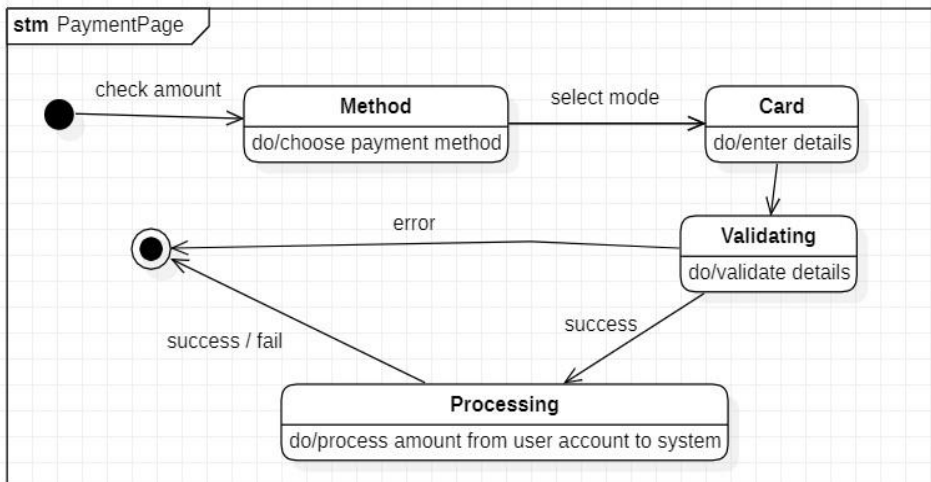 stm PaymentPage
check amount
Method
do/choose payment method
select mode
Card
do/enter details
error
Validating
do/validate details
success
success / fail
Processing
do/process amount from user account to system